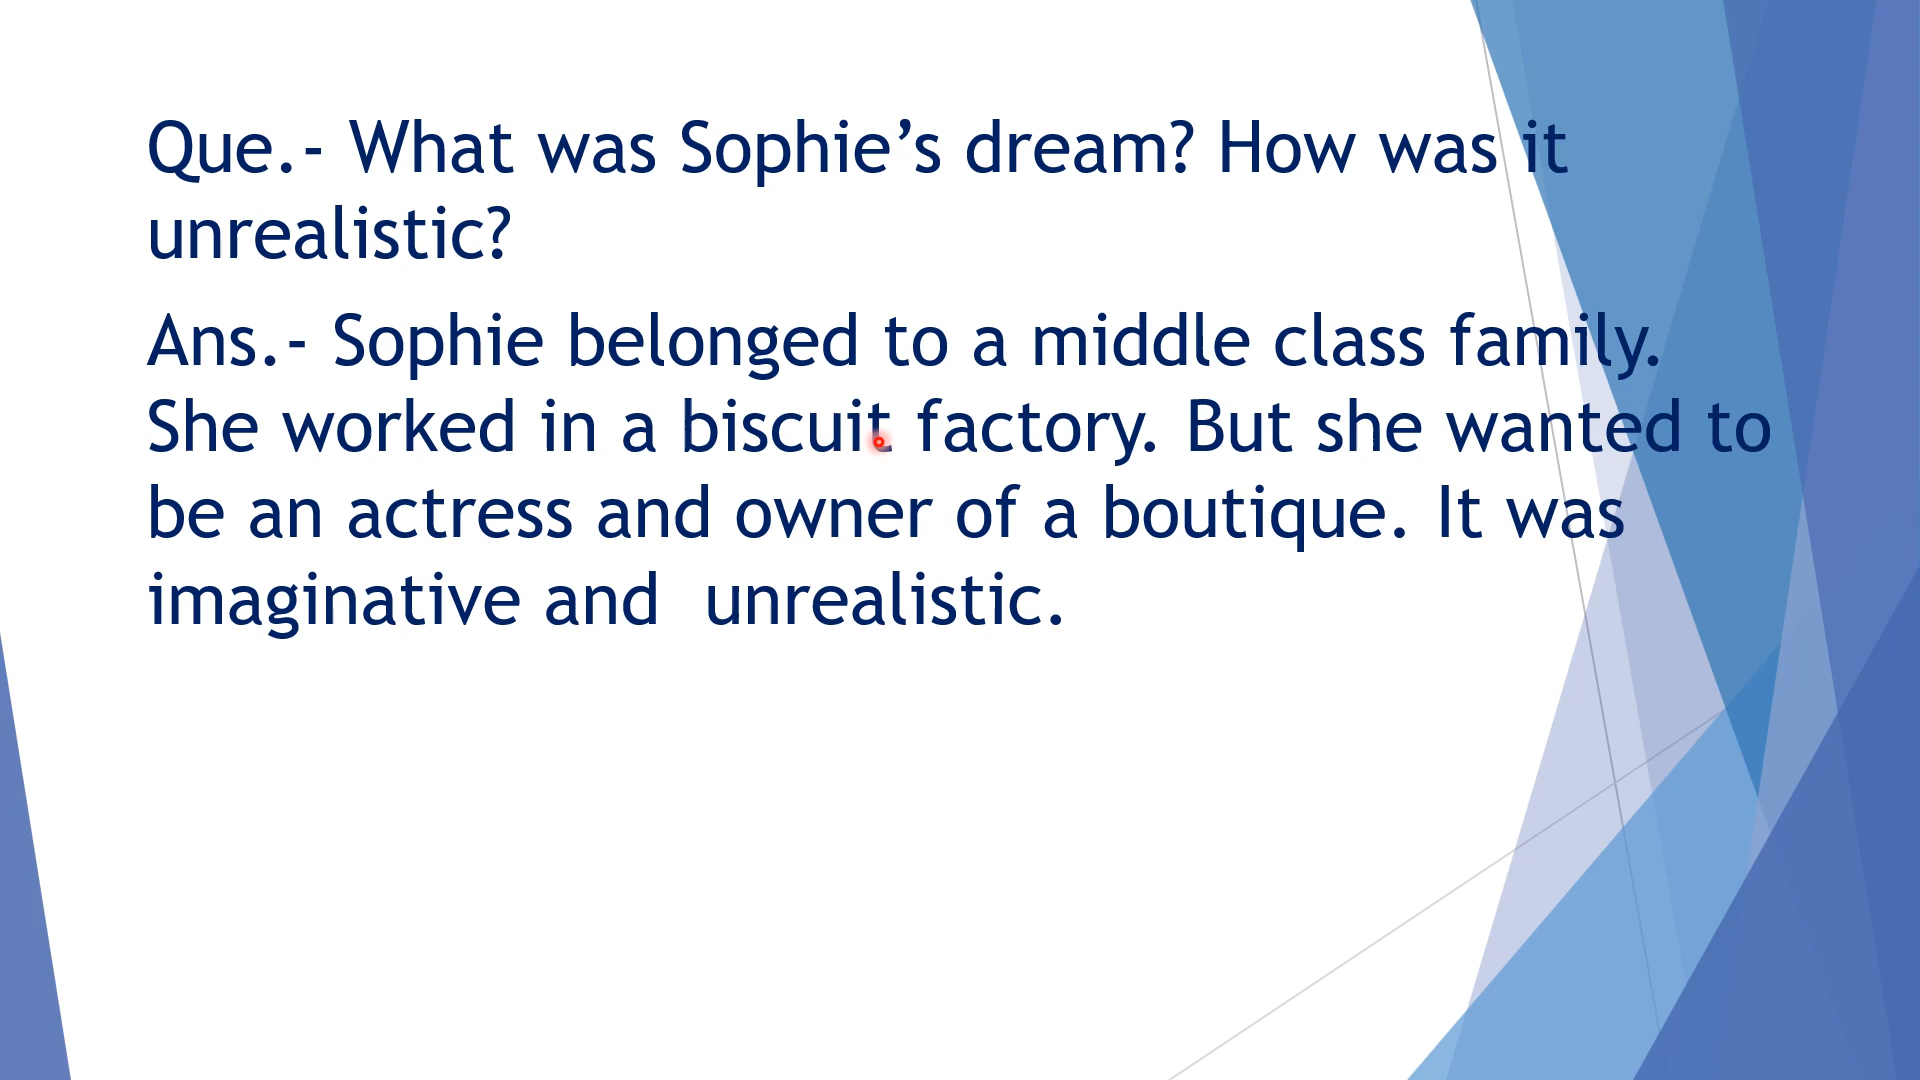 Que.- What was Sophie’s dream? How was it
unrealistic?
Ans.- Sophie belonged to a middle class family.
She worked in a biscuit factory. But she wanted to
be an actress and owner of a boutique. It was
imaginative and  unrealistic.